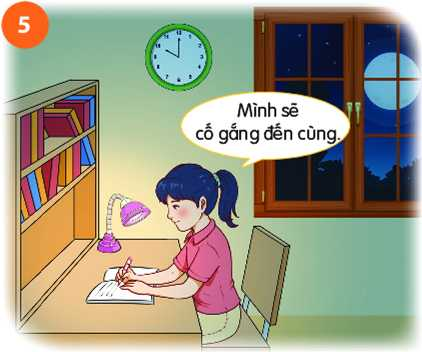 5
Mình sẽ
cố gắng đến cùng.